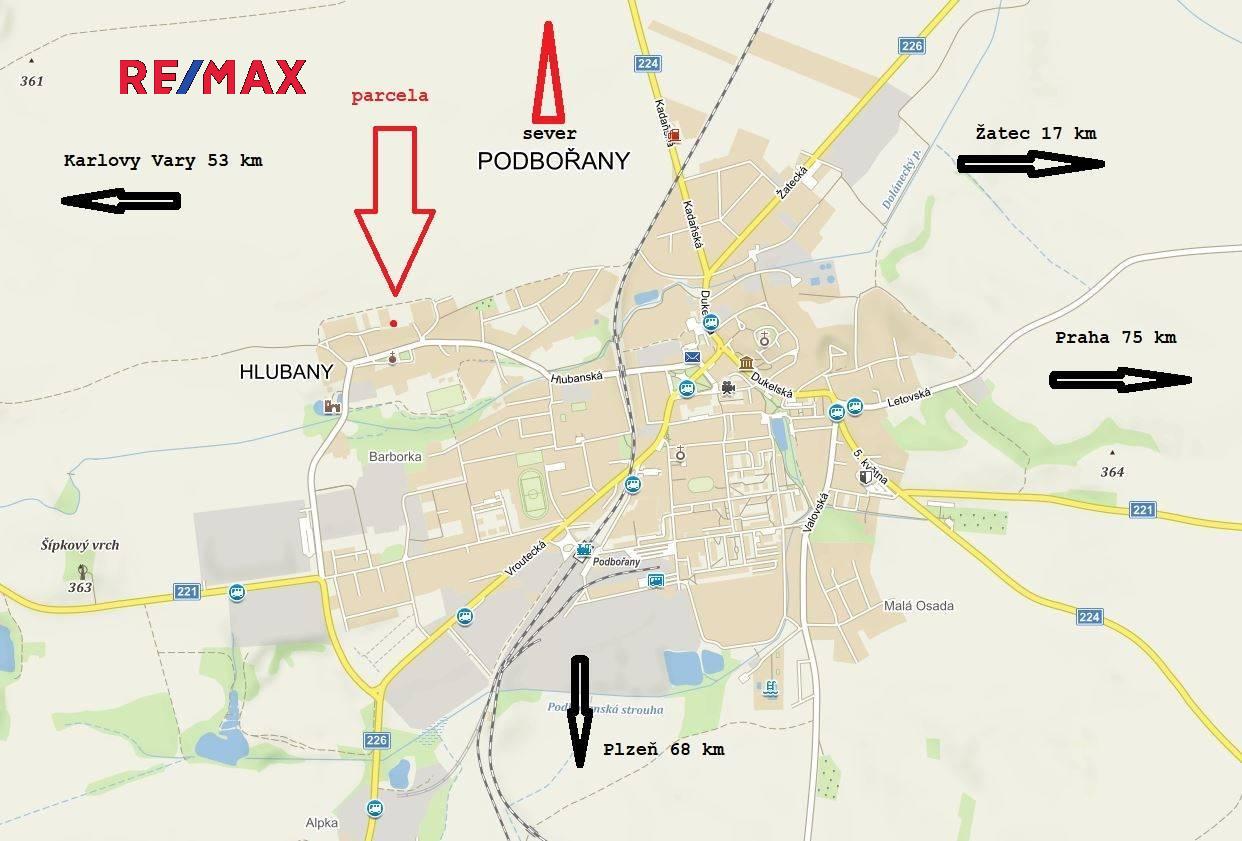 361
RE/MAX
parcela
sever
PODBOŘANY
Karlovy Vary 53 km
Žatec 17 km
Praha 75 km
Plzeň 68 km
224
226
Kadaňská
Kadaňská
Žatecká
Dolánecký p.
HLUBANY
Hlubanská
Dukelská
Letovská
Barborka
5. května
364
221
Valovská
Šípkový vrch
363
221
Vroutecká
Podbořany
Malá Osada
224
strouha
226
Alpka